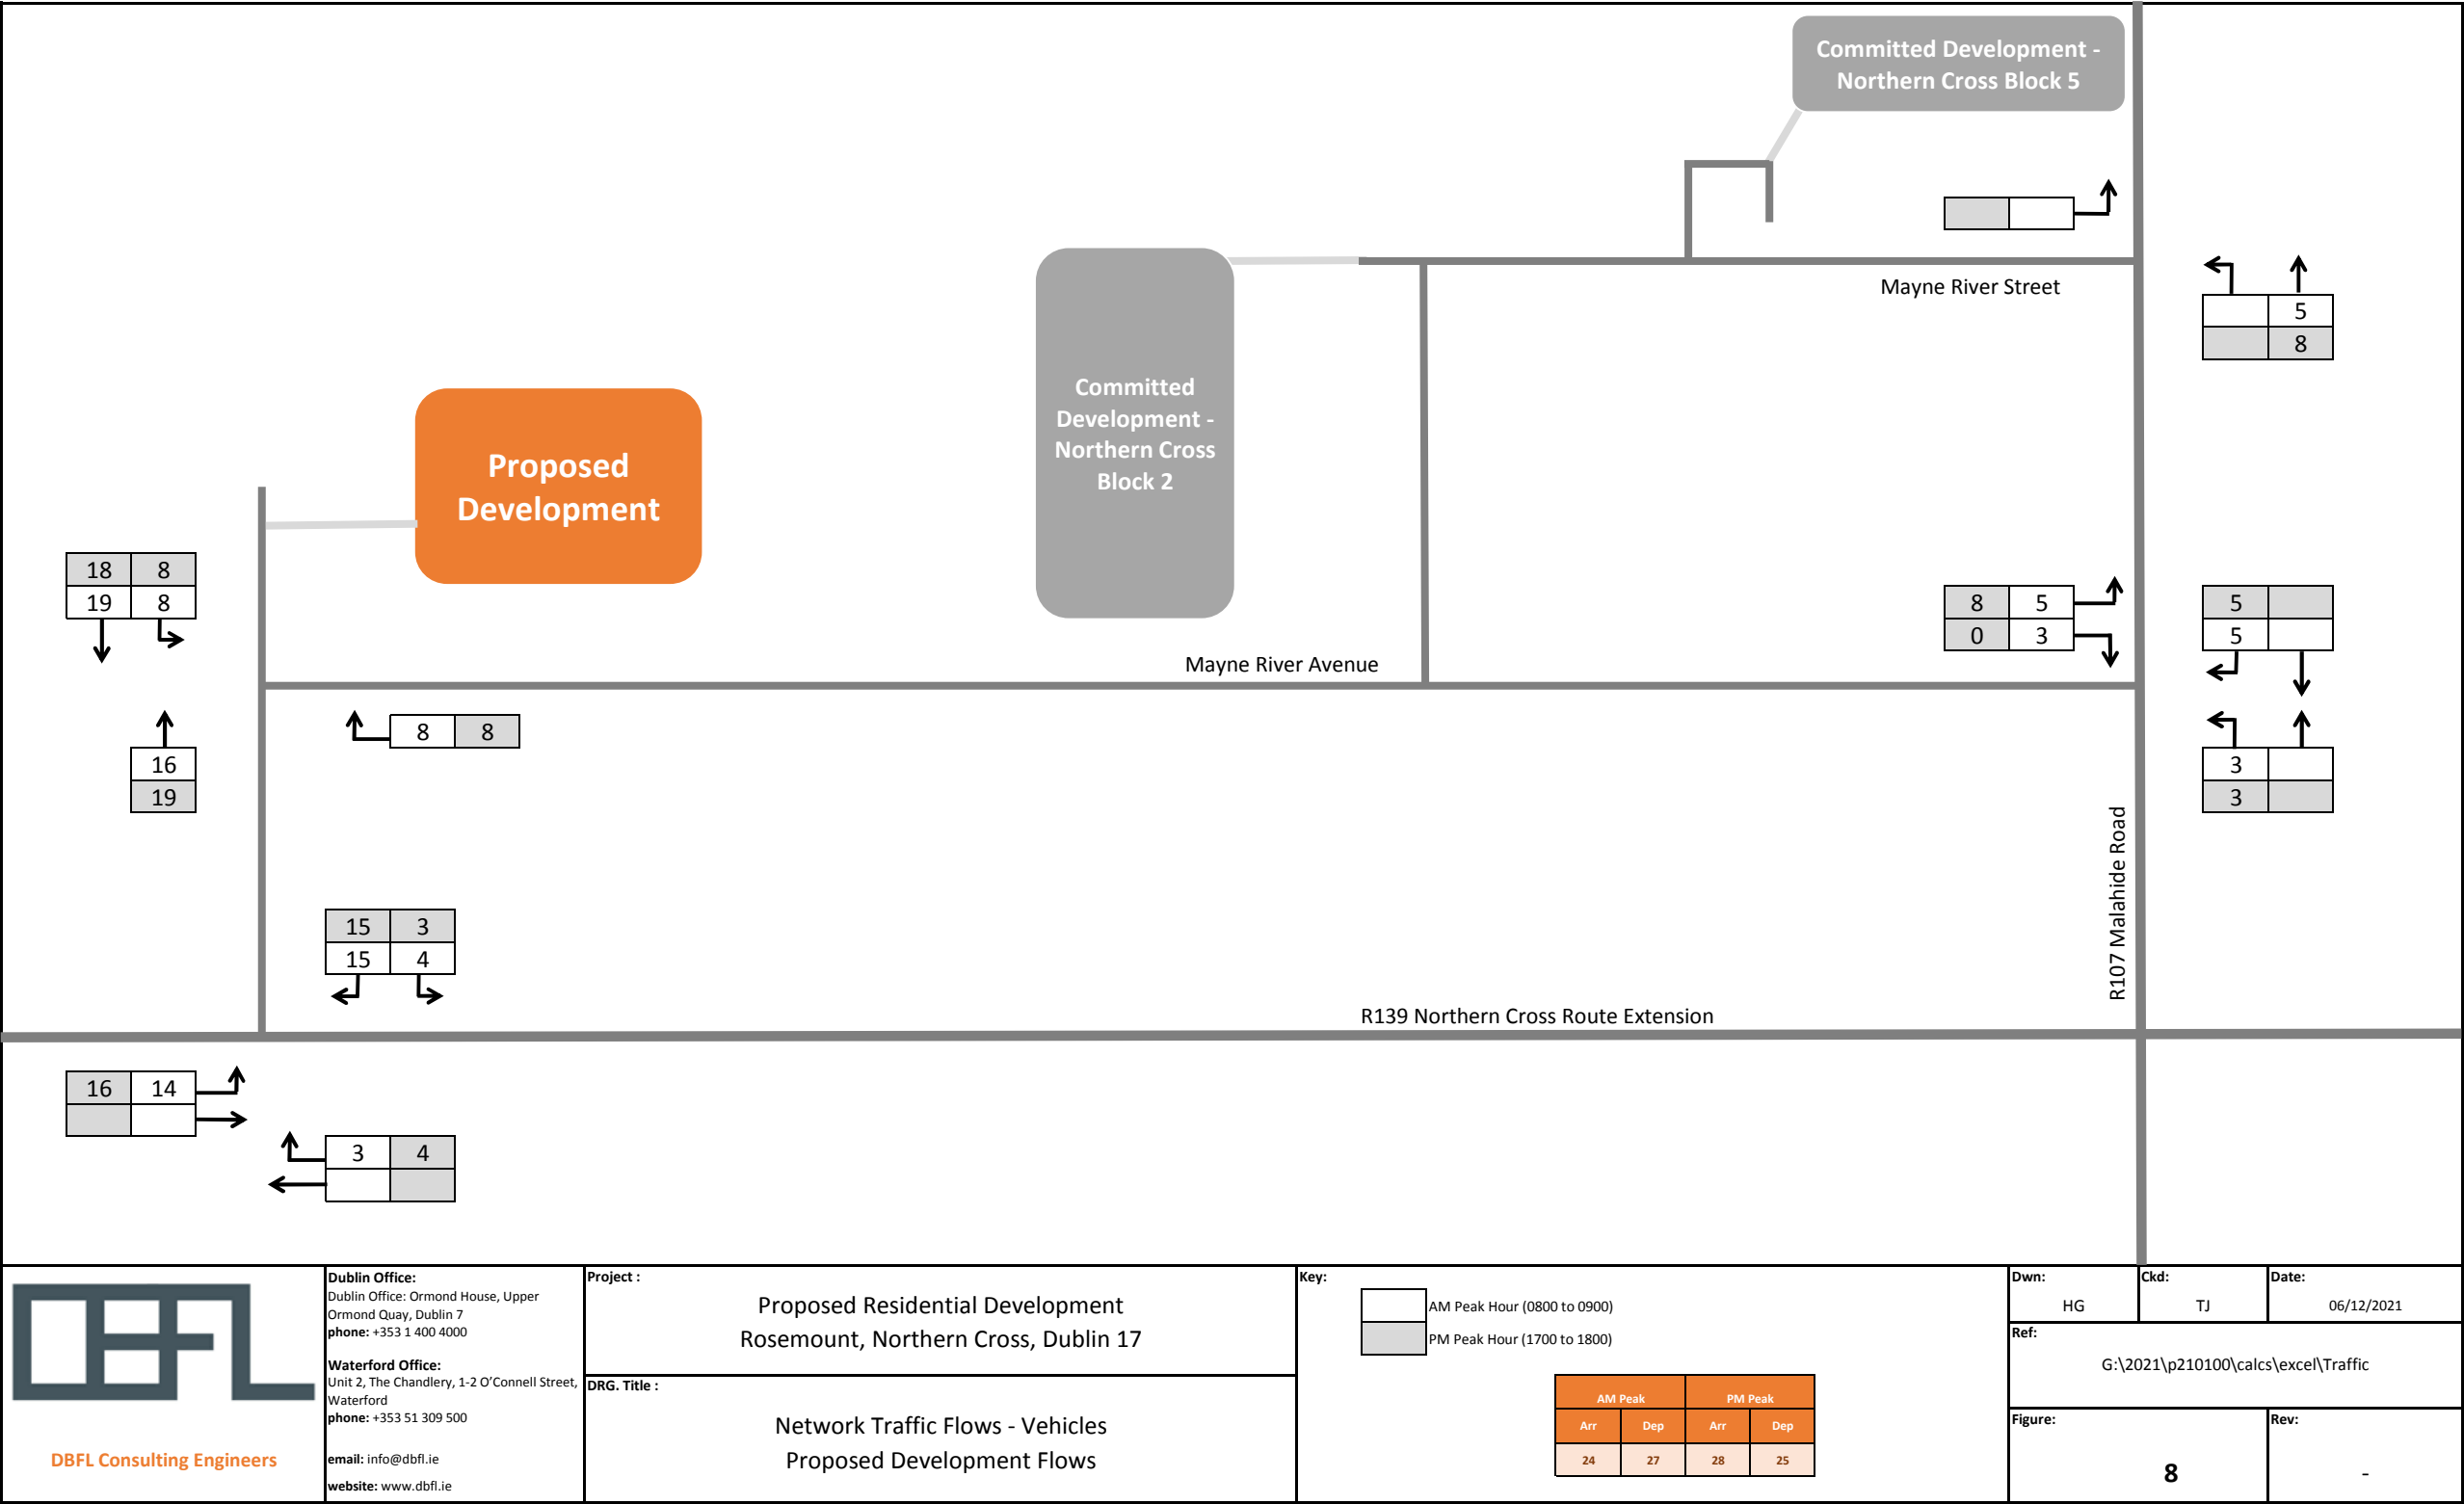 Committed Development -
Northern Cross Block 5
Mayne River Street
5
8
Committed
Development -
Northern Cross
Block 2
Proposed
Development
18 8
19 8
8 5
0 3
5
5
Mayne River Avenue
8 8
16
19
3
3
R107 Malahide Road
15 3
15 4
R139 Northern Cross Route Extension
16 14
3 4
DBFL
DBFL Consulting Engineers
Dublin Office:
Dublin Office: Ormond House, Upper
Ormond Quay, Dublin 7
phone: +353 1 400 4000
Waterford Office:
Unit 2, The Chandlery, 1-2 O’Connell Street,
Waterford
phone: +353 51 309 500
email: info@dbfl.ie
website: www.dbfl.ie
Project :
Proposed Residential Development
Rosemount, Northern Cross, Dublin 17
DRG. Title :
Network Traffic Flows - Vehicles
Proposed Development Flows
Key:
AM Peak Hour (0800 to 0900)
PM Peak Hour (1700 to 1800)
AM Peak PM Peak
Arr Dep Arr Dep
24 27 28 25
Dwn: Ckd: Date:
HG TJ 06/12/2021
Ref:
G:\2021\p210100\calcs\excel\Traffic
Figure: Rev:
8 -